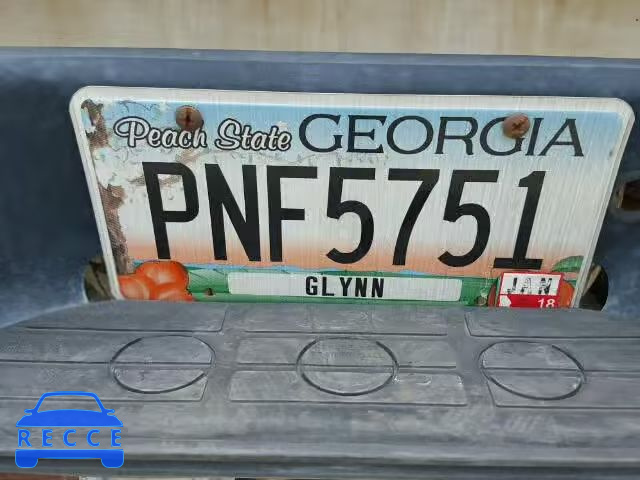 Peach State GEORGIA
PNF5751
GLYNN
JAN
18
RECCE